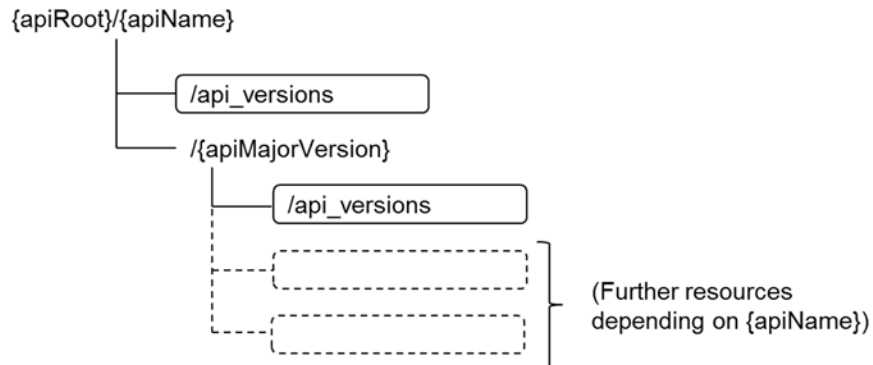 {apiRoot}/{apiName}
/api_versions
/{apiMajorVersion}
/api_versions
(Further resources
depending on {apiName})